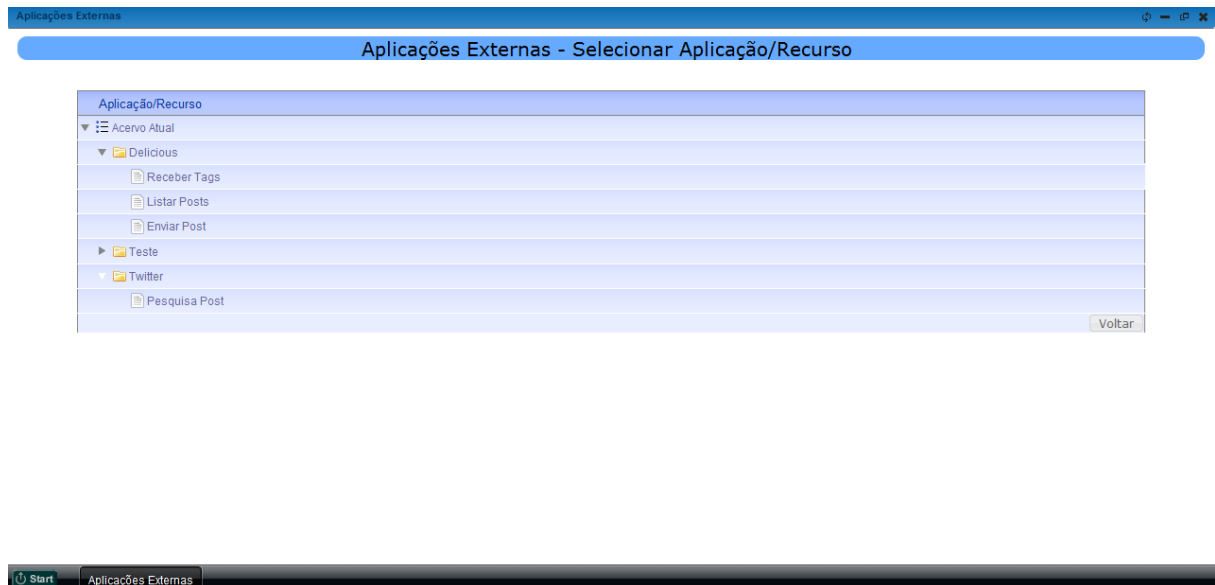 Aplicações Externas
Aplicações Externas - Selecionar Aplicação/Recurso
Aplicação/Recurso
Acervo Atual
Delicious
Receber Tags
Listar Posts
Enviar Post
Teste
Twitter
Pesquisa Post
Voltar
Start Aplicações Externas